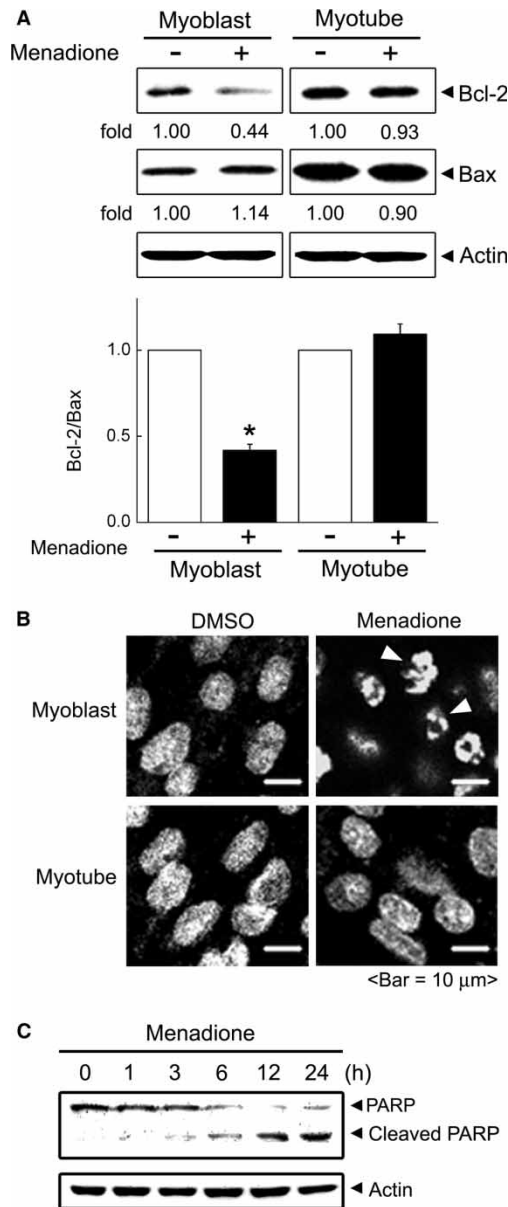 A
Myoblast Myotube
Menadione - + - +
Bcl-2
fold 1.00 0.44 1.00 0.93
Bax
fold 1.00 1.14 1.00 0.90
Actin
Bcl-2/Bax
1.0
0.5
0.0
*
Menadione - + - +
Myoblast Myotube
B
DMSO Menadione
Myoblast
Myotube
<Bar = 10 μm>
C
Menadione
0 1 3 6 12 24 (h)
PARP
Cleaved PARP
Actin